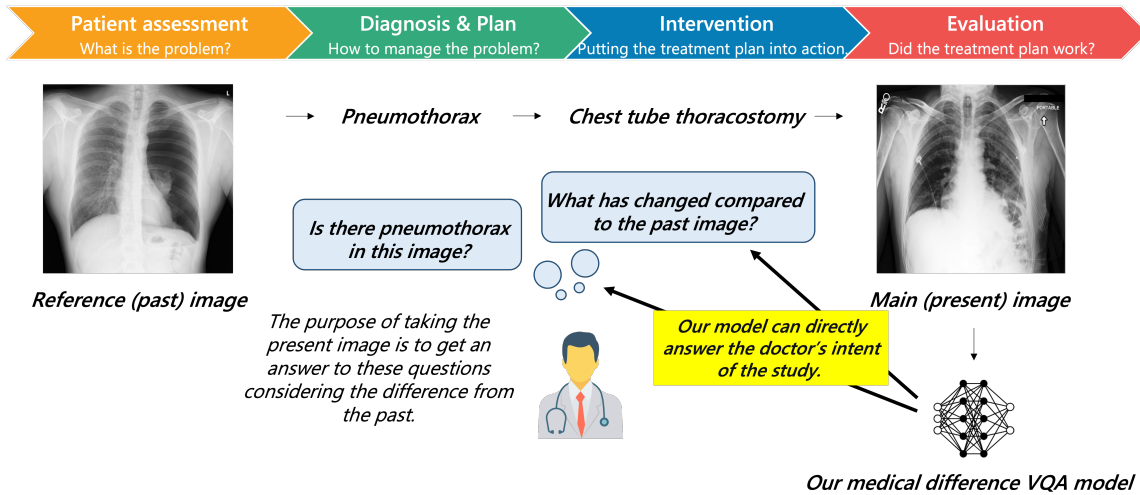 Patient assessment
What is the problem?
Diagnosis & Plan
How to manage the problem?
Intervention
Putting the treatment plan into action.
Evaluation
Did the treatment plan work?
L
Pneumothorax
Chest tube thoracostomy
PORTABLE
Is there pneumothorax
in this image?
What has changed compared
to the past image?
Reference (past) image
Main (present) image
The purpose of taking the
present image is to get an
answer to these questions
considering the difference from
the past.
Our model can directly
answer the doctor's intent
of the study.
Our medical difference VQA model